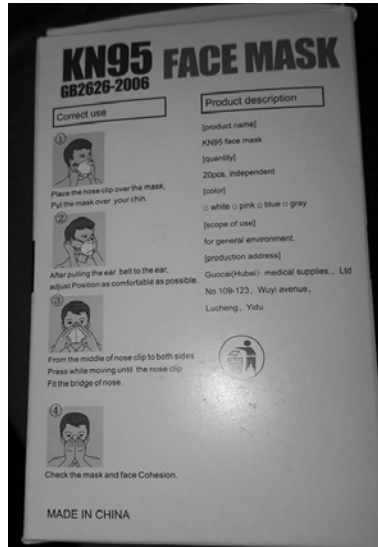 KN95 FACE MASK
GB2626-2006
Correct use
①
Place the nose clip over the mask,
Put the mask over your chin.
②
After pulling the ear belt to the ear,
adjust Position as comfortable as possible.
③
From the middle of nose clip to both sides
Press while moving until the nose clip
Fit the bridge of nose.
④
Check the mask and face Cohesion.
MADE IN CHINA
Product description
[product name]
KN95 face mask
[quantity]
20pcs, independent
[color]
□ white □ pink □ blue □ gray
[scope of use]
for general environment.
[production address]
Guocai(Hubei) medical supplies., Ltd
No.109-123, Wuyi avenue,
Lucheng, Yidu